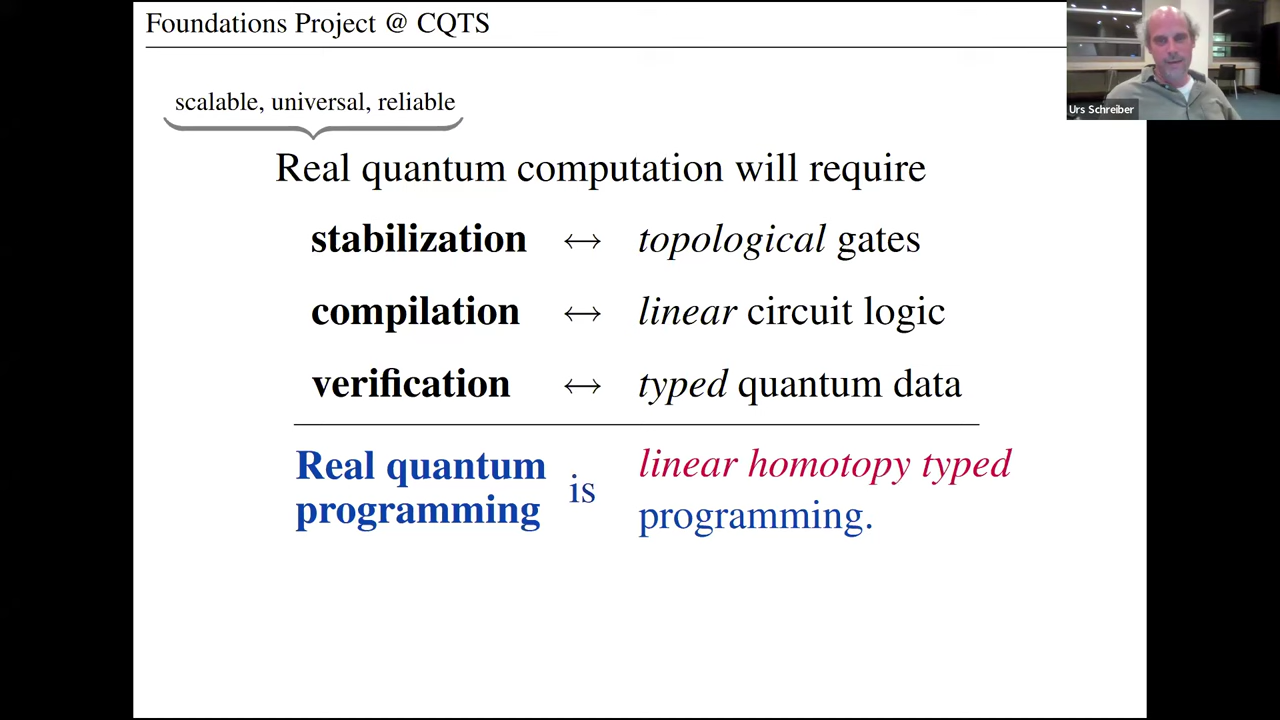 Foundations Project @ CQTS
Urs Schreiber
scalable, universal, reliable
Real quantum computation will require
stabilization ↔ topological gates
compilation ↔ linear circuit logic
verification ↔ typed quantum data
Real quantum programming is linear homotopy typed programming.